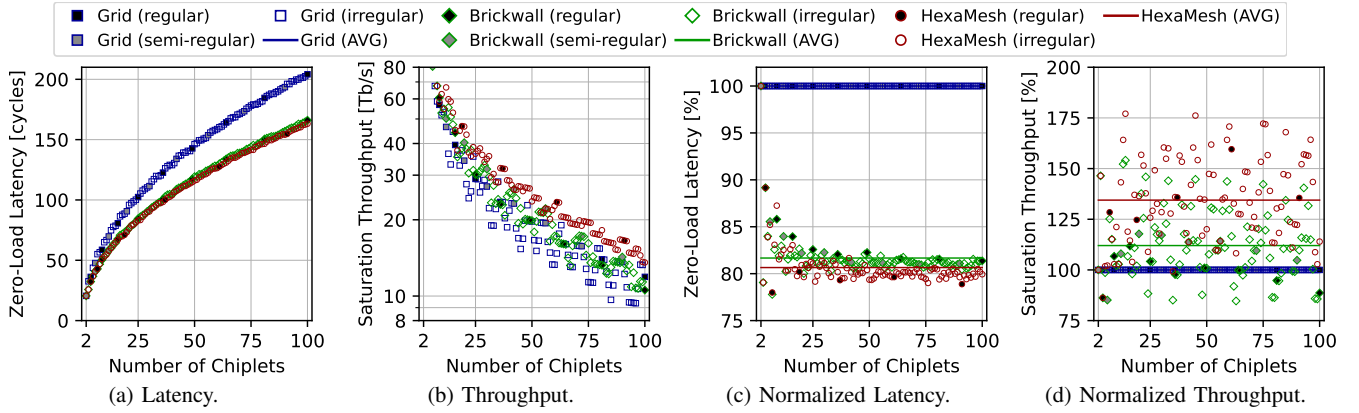 Grid (regular) Grid (irregular) Brickwall (regular) Brickwall (irregular) HexaMesh (regular) HexaMesh (AVG)
Grid (semi-regular) Grid (AVG) Brickwall (semi-regular) Brickwall (AVG) HexaMesh (irregular)
Zero-Load Latency [cycles]
200
150
100
50
0
2 25 50 75 100
Number of Chiplets
(a) Latency.
Saturation Throughput [Tb/s]
80
60
40
30
20
10
8
2 25 50 75 100
Number of Chiplets
(b) Throughput.
Zero-Load Latency [%]
100
95
90
85
80
75
2 25 50 75 100
Number of Chiplets
(c) Normalized Latency.
Saturation Throughput [%]
200
175
150
125
100
75
2 25 50 75 100
Number of Chiplets
(d) Normalized Throughput.